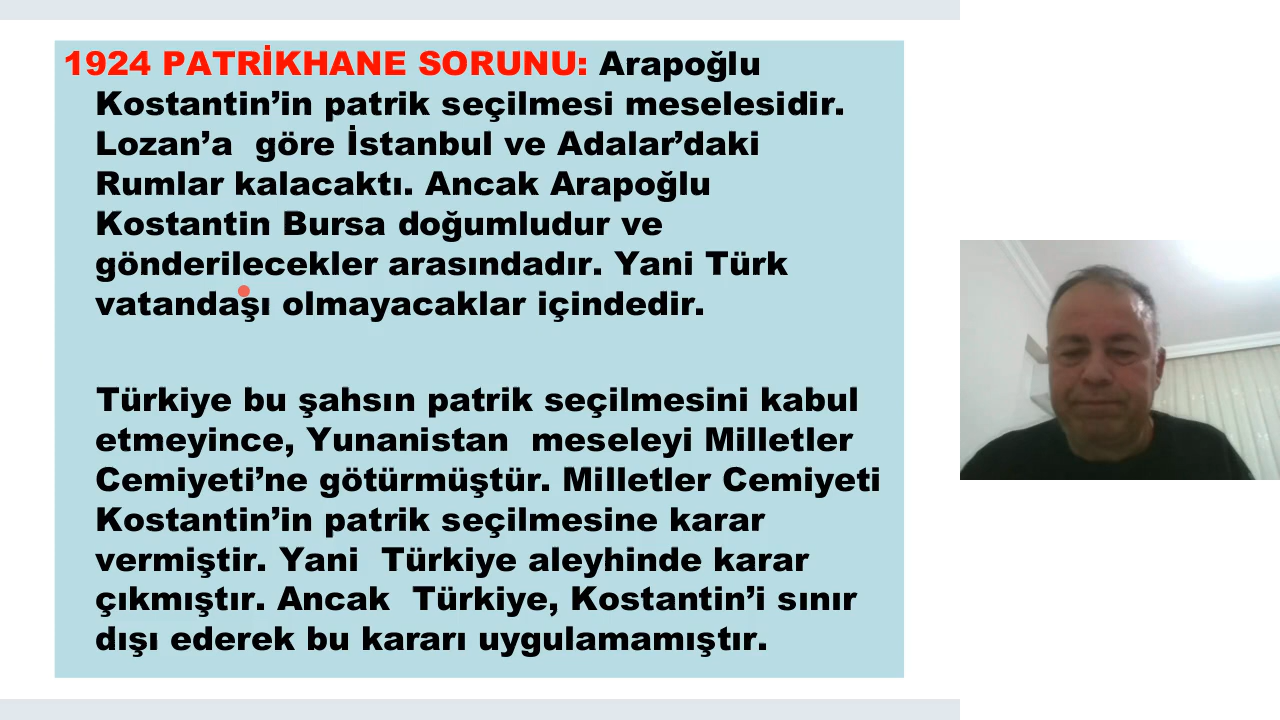 1924 PATRİKHANE SORUNU: Arapoğlu
Kostantin’in patrik seçilmesi meselesidir.
Lozan’a göre İstanbul ve Adalar’daki
Rumlar kalacaktı. Ancak Arapoğlu
Kostantin Bursa doğumludur ve
gönderilecekler arasındadır. Yani Türk
vatandaşı olmayacaklar içindedir.
Türkiye bu şahsın patrik seçilmesini kabul
etmeyince, Yunanistan meseleyi Milletler
Cemiyeti’ne götürmüştür. Milletler Cemiyeti
Kostantin’in patrik seçilmesine karar
vermiştir. Yani Türkiye aleyhinde karar
çıkmıştır. Ancak Türkiye, Kostantin’i sınır
dışı ederek bu kararı uygulamamıştır.